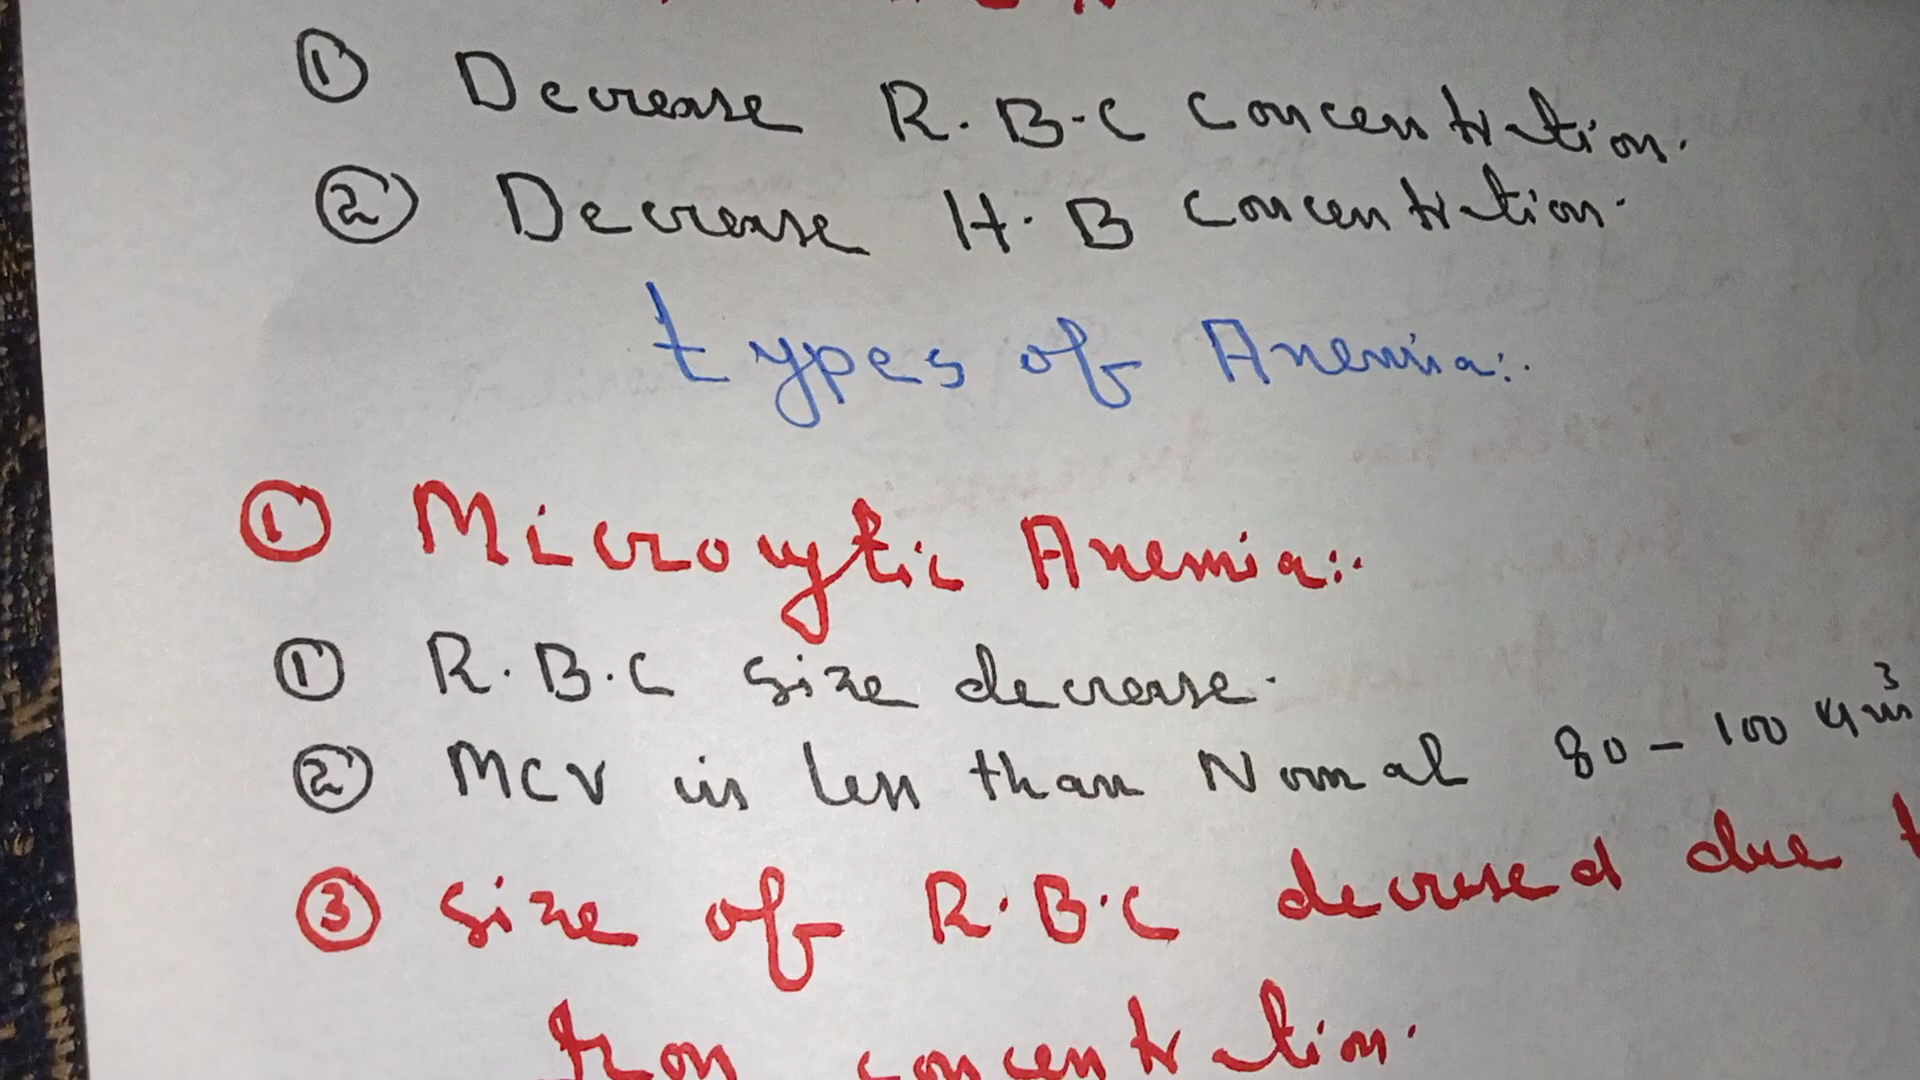 ① Decrease R.B.C concentration.
② Decrease H.B concentration.
types of Anemia:.
① Microcytic Anemia:.
① R.B.C size decrease.
② MCV is less than Normal 80 - 100
③ size of R.B.C decreased due
Iron concentration.